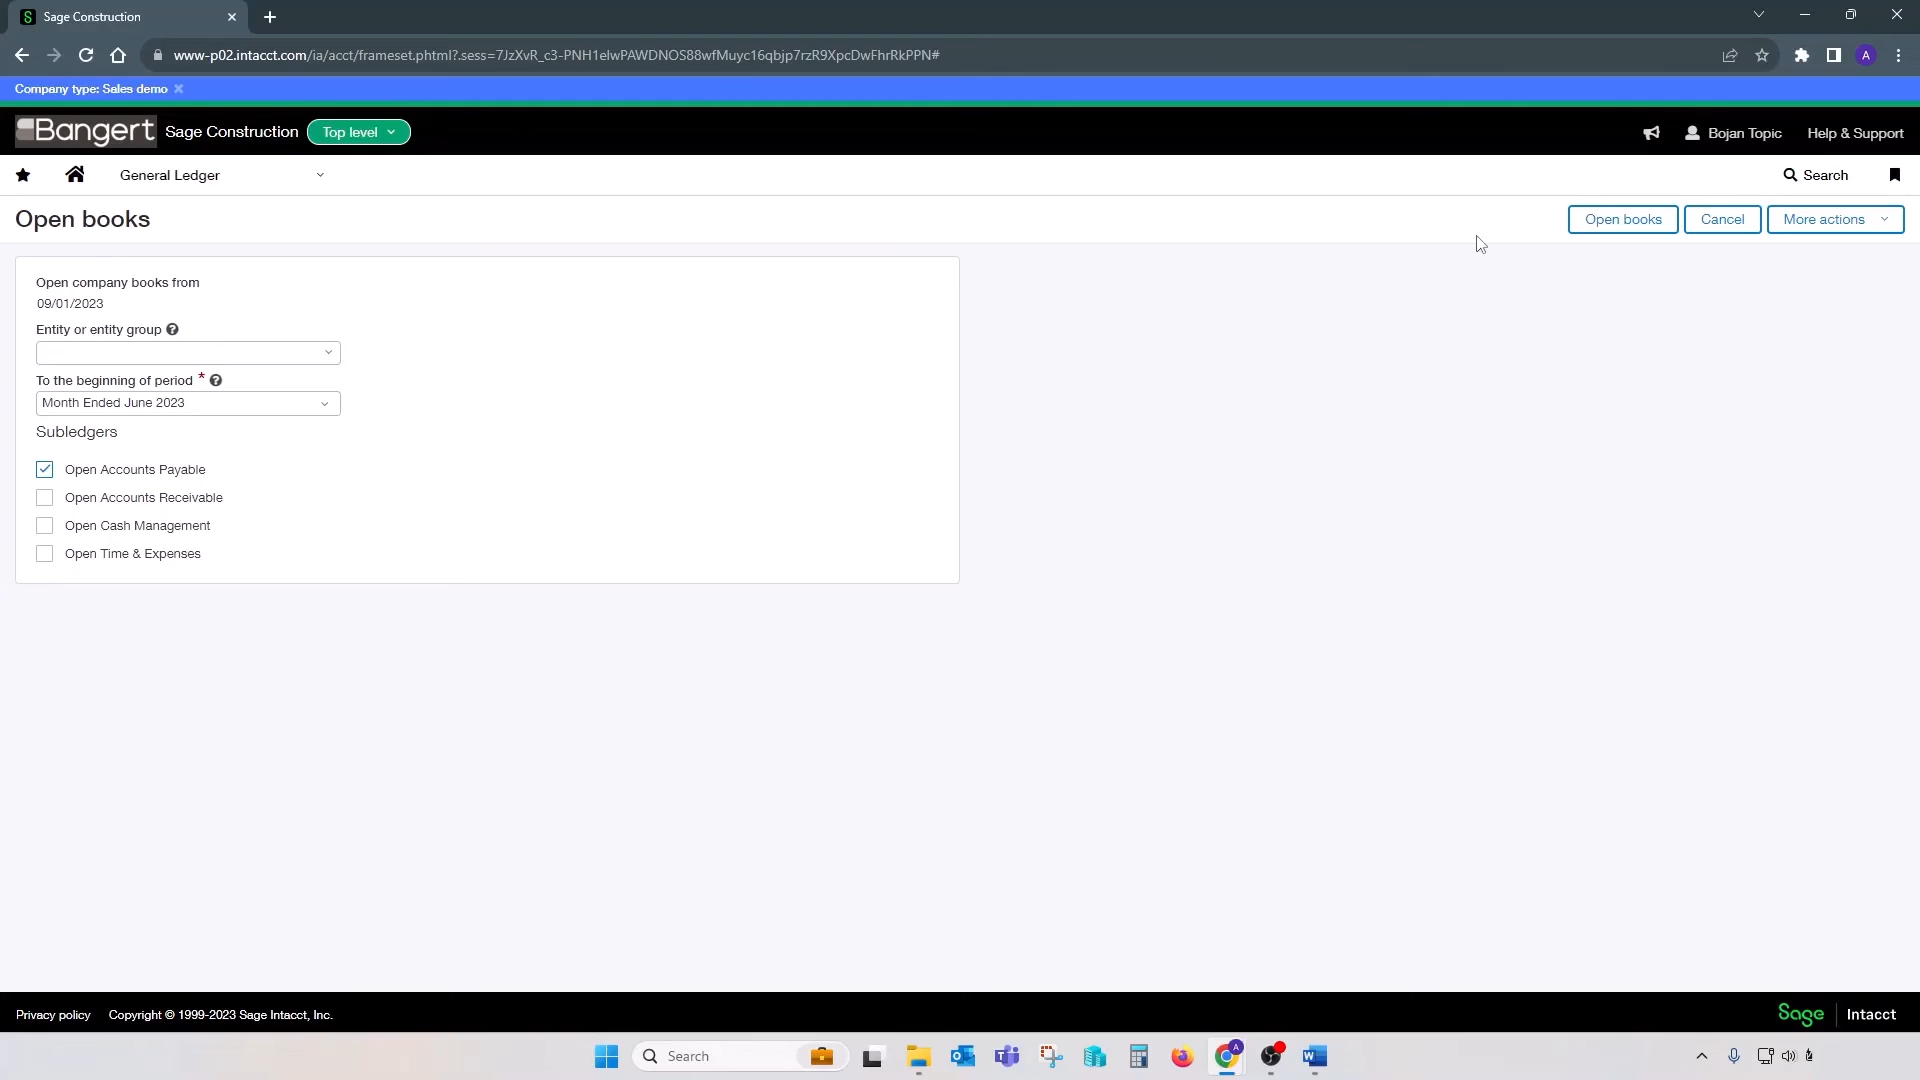 Sage Construction
www-p02.intacct.com/ia/acct/frameset.phtml?.sess=7JzXvR_c3-PNH1elwPAWDNOS88wfMuyc16qbjp7rzR9XpcDwFhrRkPPN#
A
Company type: Sales demo
Bangert Sage Construction Top level
Bojan Topic Help & Support
General Ledger
Search
Open books
Open books Cancel More actions
Open company books from
09/01/2023
Entity or entity group
To the beginning of period *
Month Ended June 2023
Subledgers
Open Accounts Payable
Open Accounts Receivable
Open Cash Management
Open Time & Expenses
Privacy policy Copyright © 1999-2023 Sage Intacct, Inc.
Sage Intacct
Search